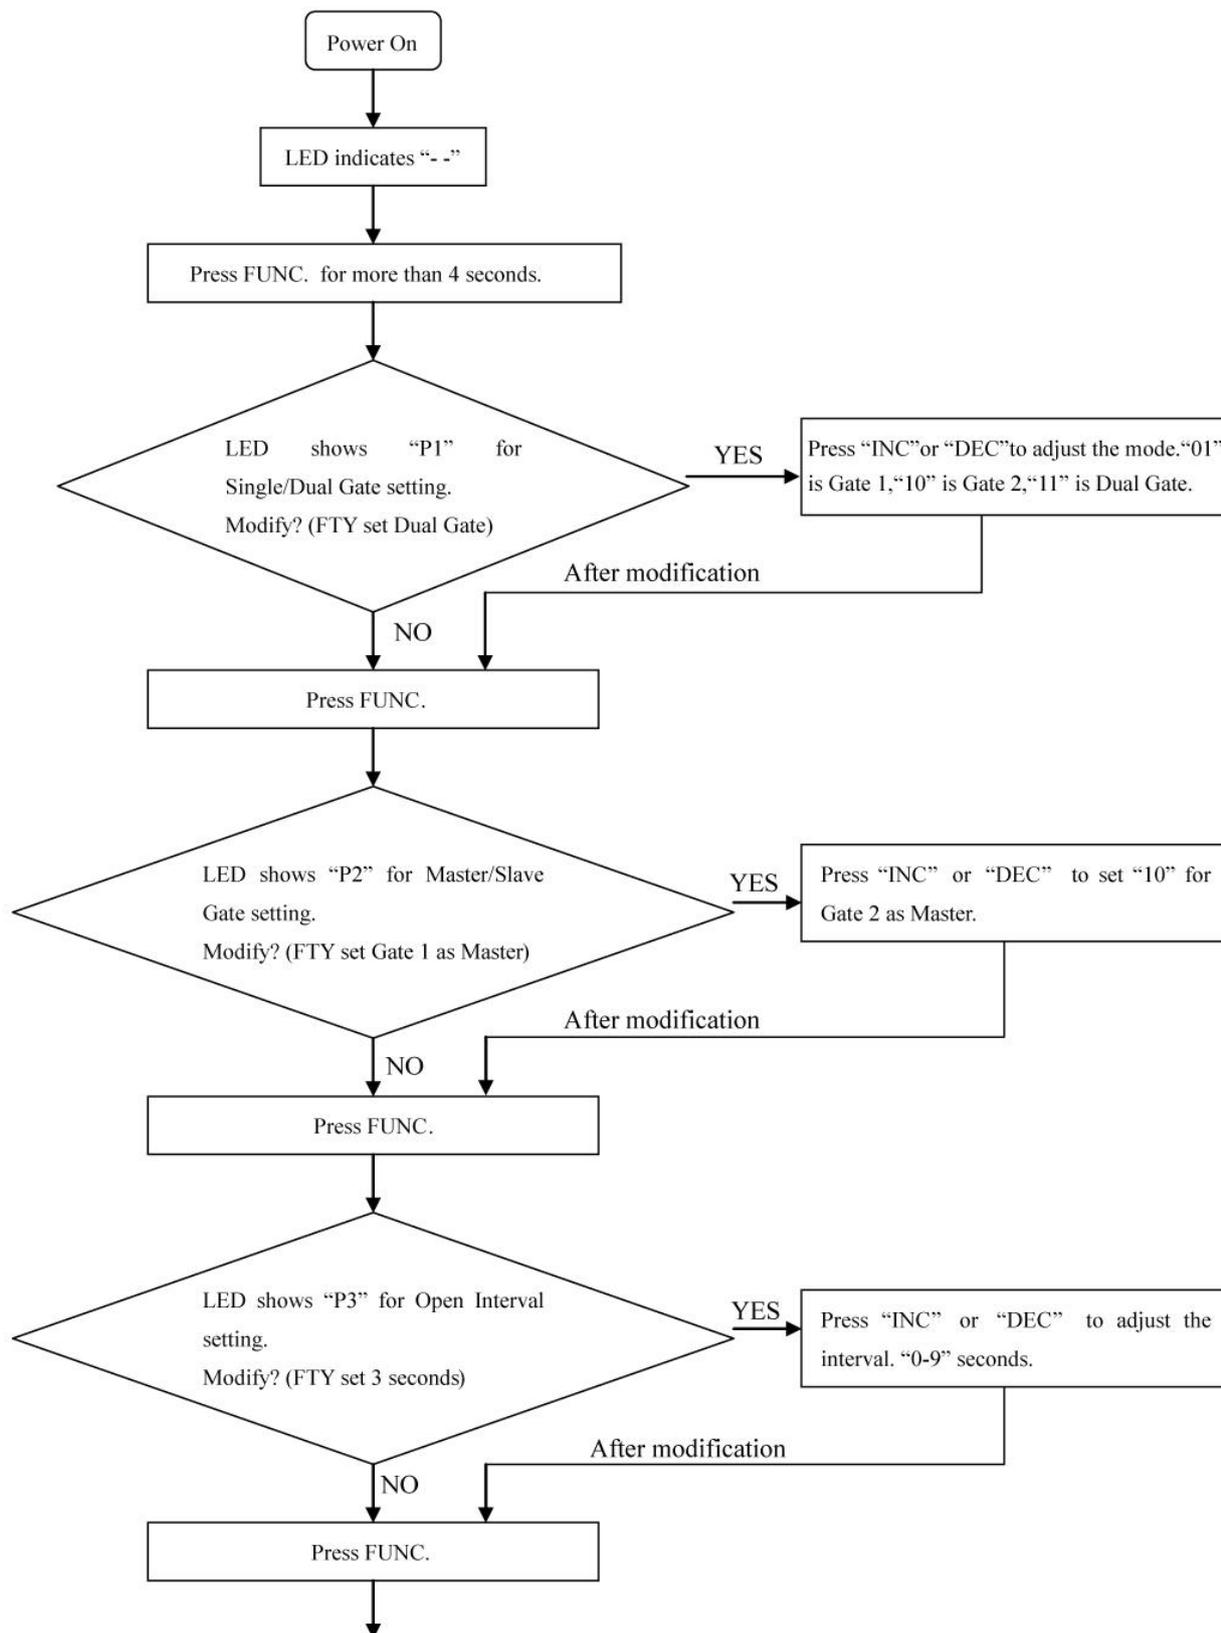 Power On
LED indicates “- -”
Press FUNC.  for more than 4 seconds.
LED shows “P1” for
Single/Dual Gate setting.
Modify? (FTY set Dual Gate)
YES
Press “INC”or “DEC”to adjust the mode.“01”
is Gate 1,“10” is Gate 2,“11” is Dual Gate.
After modification
NO
Press FUNC.
LED shows “P2” for Master/Slave
Gate setting.
Modify? (FTY set Gate 1 as Master)
YES
Press “INC” or “DEC” to set “10” for
Gate 2 as Master.
After modification
NO
Press FUNC.
LED shows “P3” for Open Interval
setting.
Modify? (FTY set 3 seconds)
YES
Press “INC” or “DEC” to adjust the
interval. “0-9” seconds.
After modification
NO
Press FUNC.